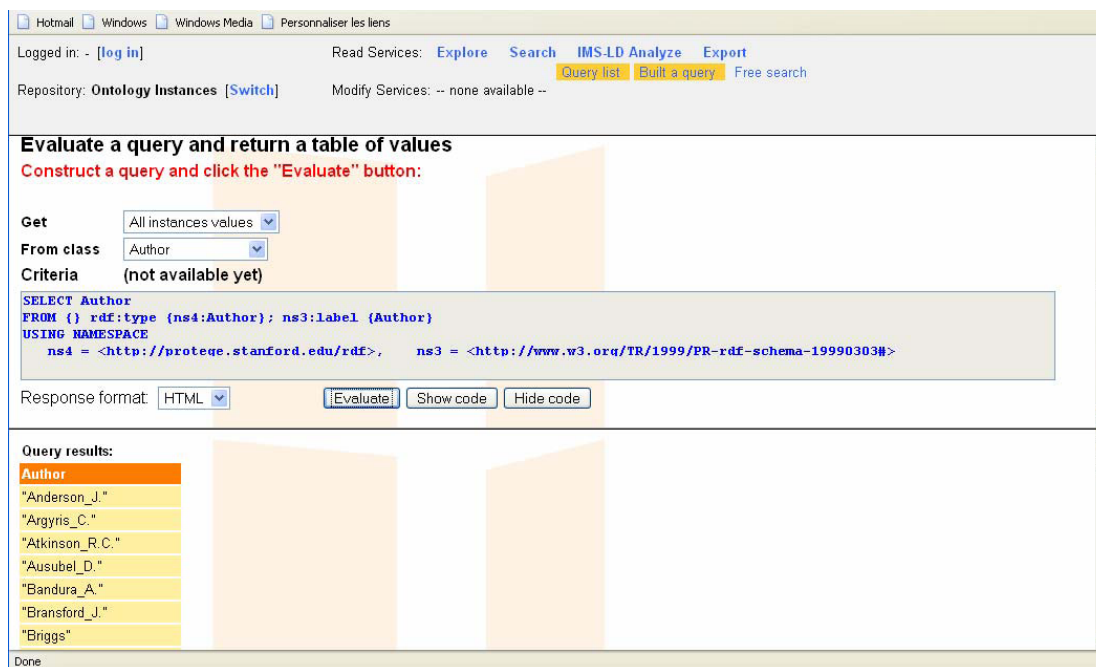 Hotmail Windows Windows Media Personnaliser les liens
Logged in: - [log in] Read Services: Explore Search IMS-LD Analyze Export
Query list Built a query Free search
Repository: Ontology Instances [Switch] Modify Services: -- none available --
Evaluate a query and return a table of values
Construct a query and click the "Evaluate" button:
Get All instances values
From class Author
Criteria (not available yet)
SELECT Author
FROM {} rdf:type {ns4:Author}; ns3:label {Author}
USING NAMESPACE
ns4 = <http://protege.stanford.edu/rdf>, ns3 = <http://www.w3.org/TR/1999/PR-rdf-schema-19990303#>
Response format: HTML Evaluate Show code Hide code
Query results:
Author
"Anderson_J."
"Argyris_C."
"Atkinson_R.C."
"Ausubel_D."
"Bandura_A."
"Bransford_J."
"Briggs"
Done